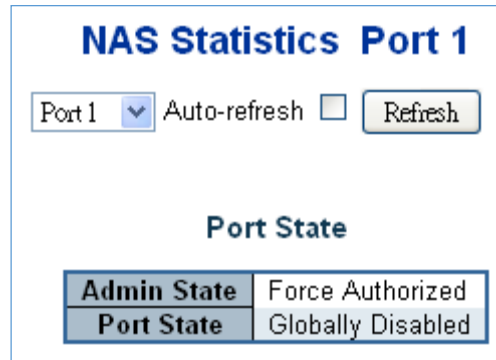 NAS Statistics Port 1
Port 1 Auto-refresh Refresh
Port State
Admin State Force Authorized
Port State Globally Disabled